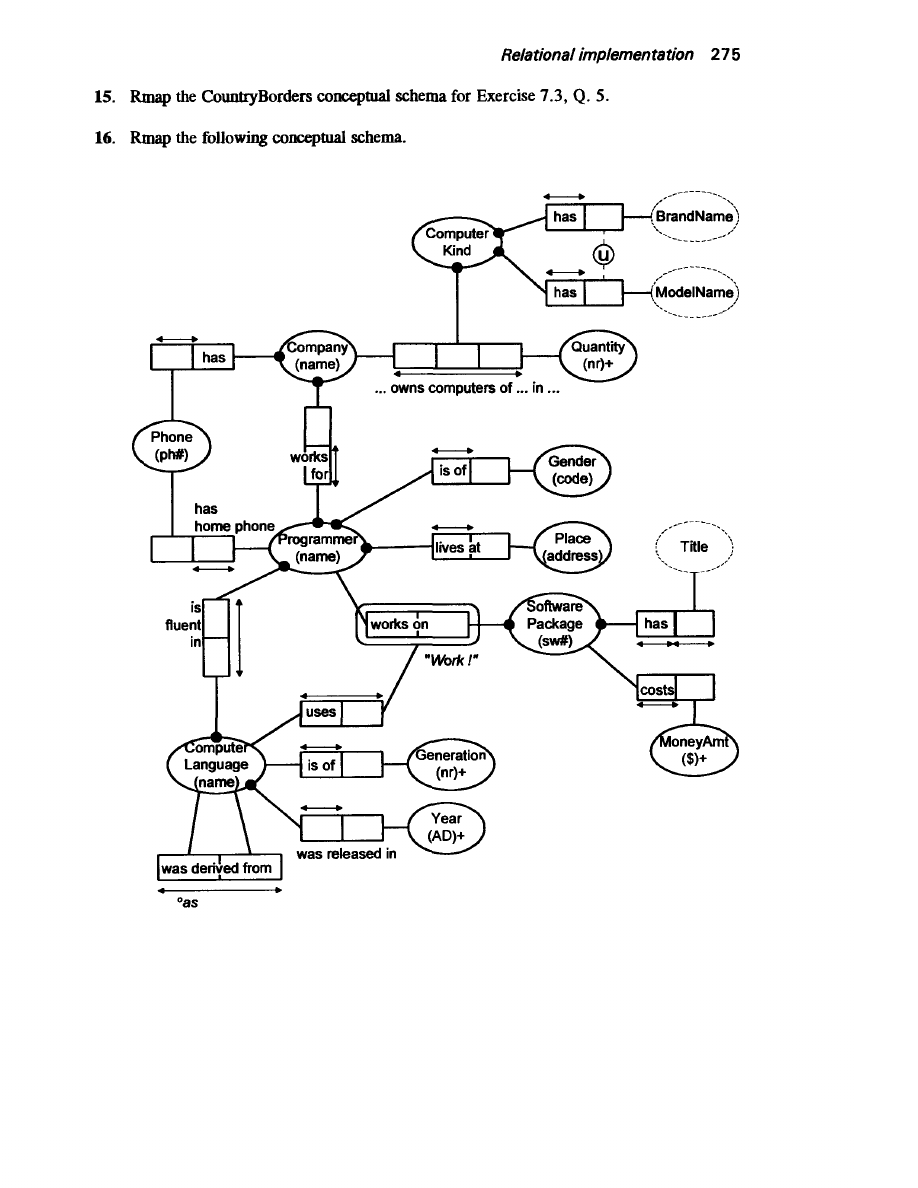 Relational implementation 275
15. Rmap the CountryBorders conceptual schema for Exercise 7.3, Q. 5.
16. Rmap the following conceptual schema.
has
BrandName
Computer
Kind
U
has
ModelName
has
Company
(name)
Quantity
(nr)+
... owns computers of ... in ...
Phone
(ph#)
works
for
is of
Gender
(code)
has
home phone
Programmer
(name)
lives at
Place
(address)
Title
is
fluent
in
works on
Software
Package
(sw#)
has
"Work !"
costs
uses
MoneyAmt
($)+
Computer
Language
(name)
is of
Generation
(nr)+
Year
(AD)+
was released in
was derived from
°as